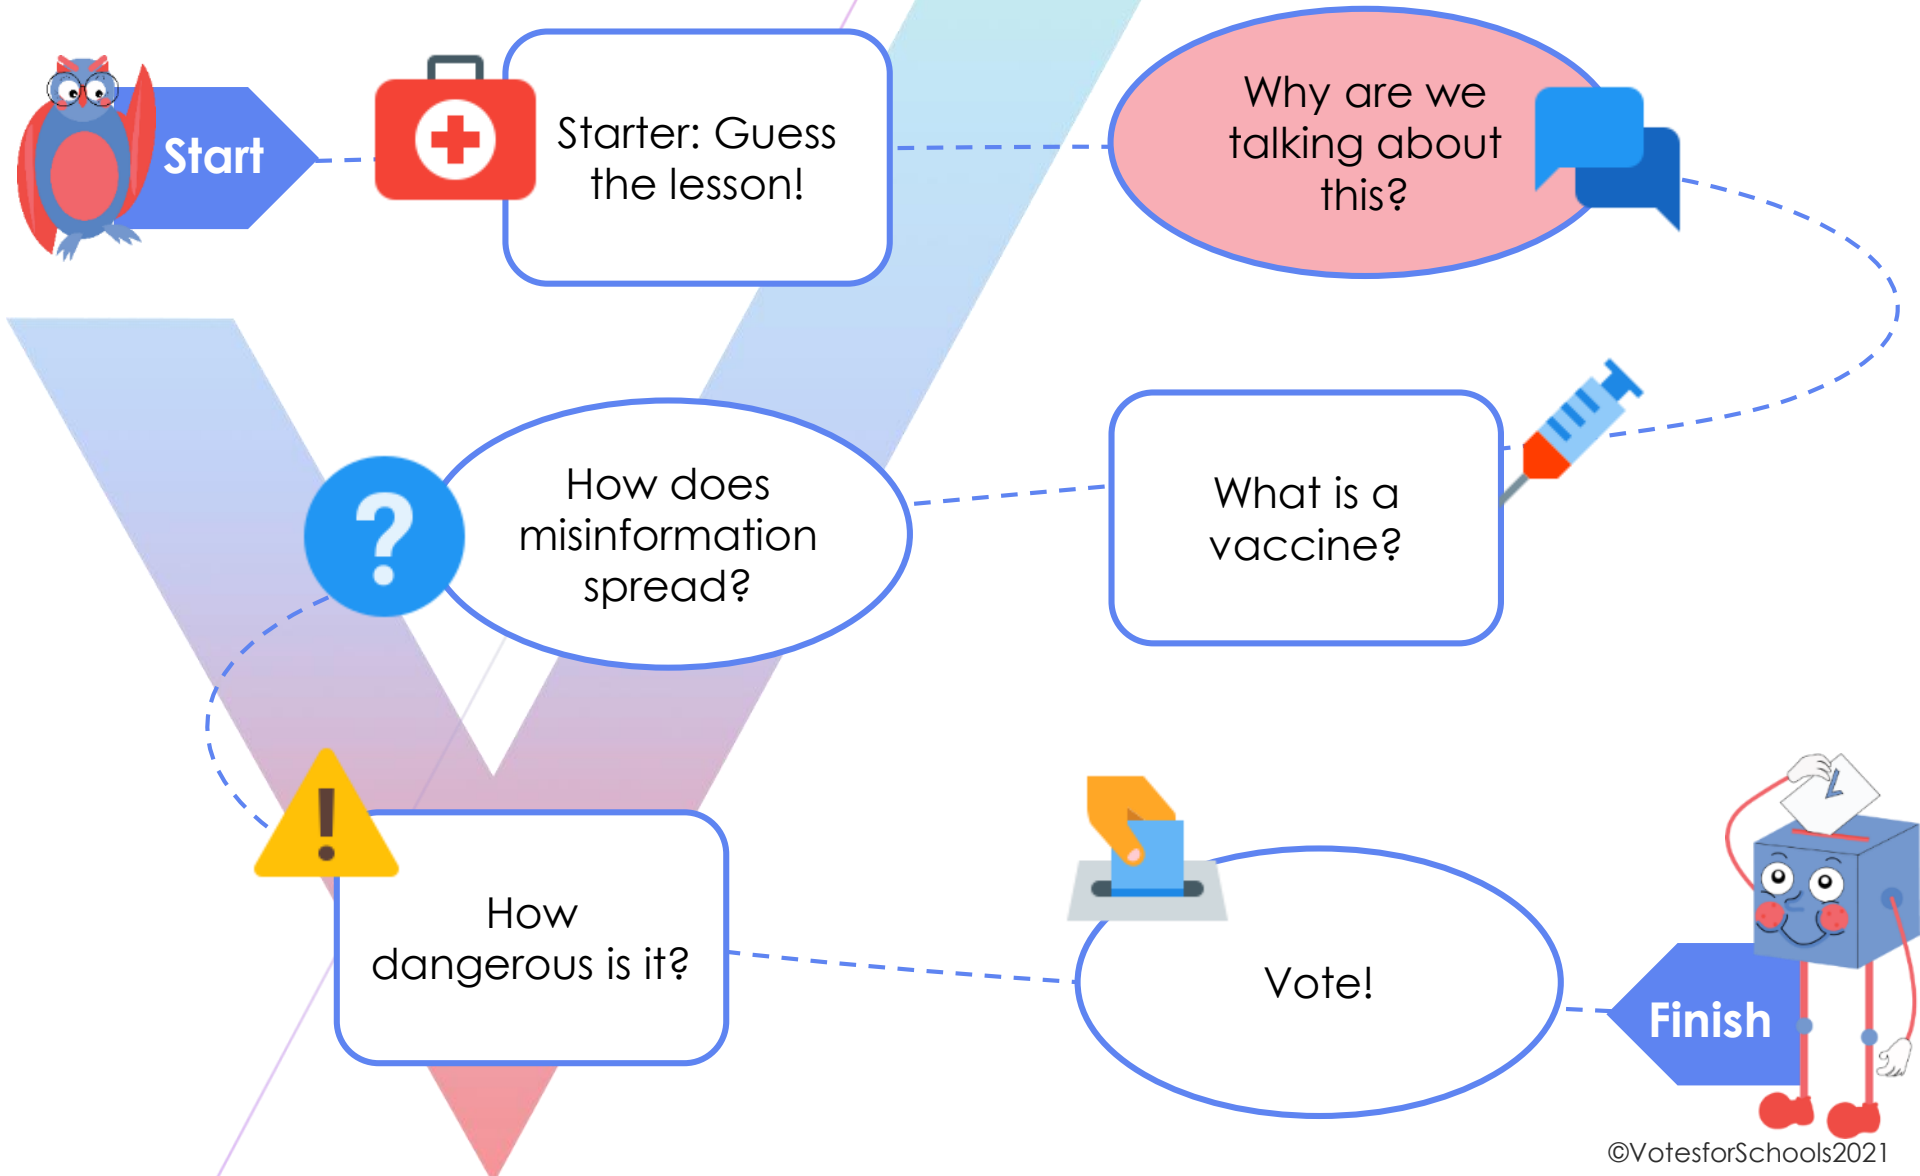 Start
Starter: Guess
the lesson!
Why are we
talking about
this?
What is a
vaccine?
How does
misinformation
spread?
How
dangerous is it?
Vote!
Finish
©VotesforSchools2021